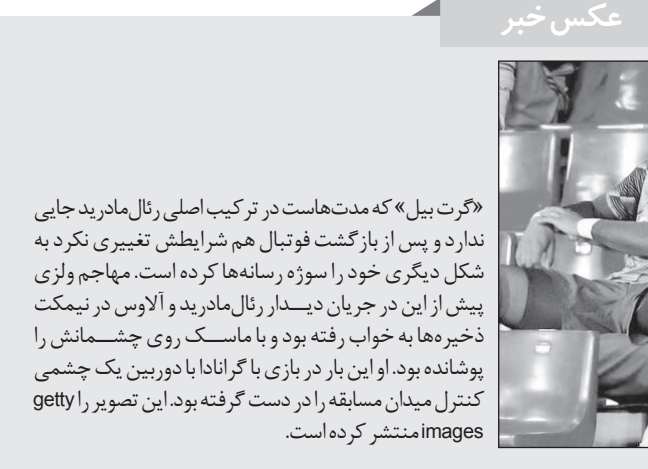 عکس خبر
«گرت بیل» که مدت‌هاست در ترکیب اصلی رئال‌مادرید جایی
ندارد و پس از بازگشت فوتبال هم شرایطش تغییری نکرد به
شکل دیگری خود را سوژه رسانه‌ها کرده است. مهاجم ولزی
پیش از این در جریان دیــدار رئال‌مادرید و آلاوس در نیمکت
ذخیره‌ها به خواب رفته بود و با ماسـک روی چشــمانش را
پوشانده بود. او این بار در بازی با گرانادا با دوربین یک چشمی
کنترل میدان مسابقه را در دست گرفته بود. این تصویر را getty
images منتشر کرده است.